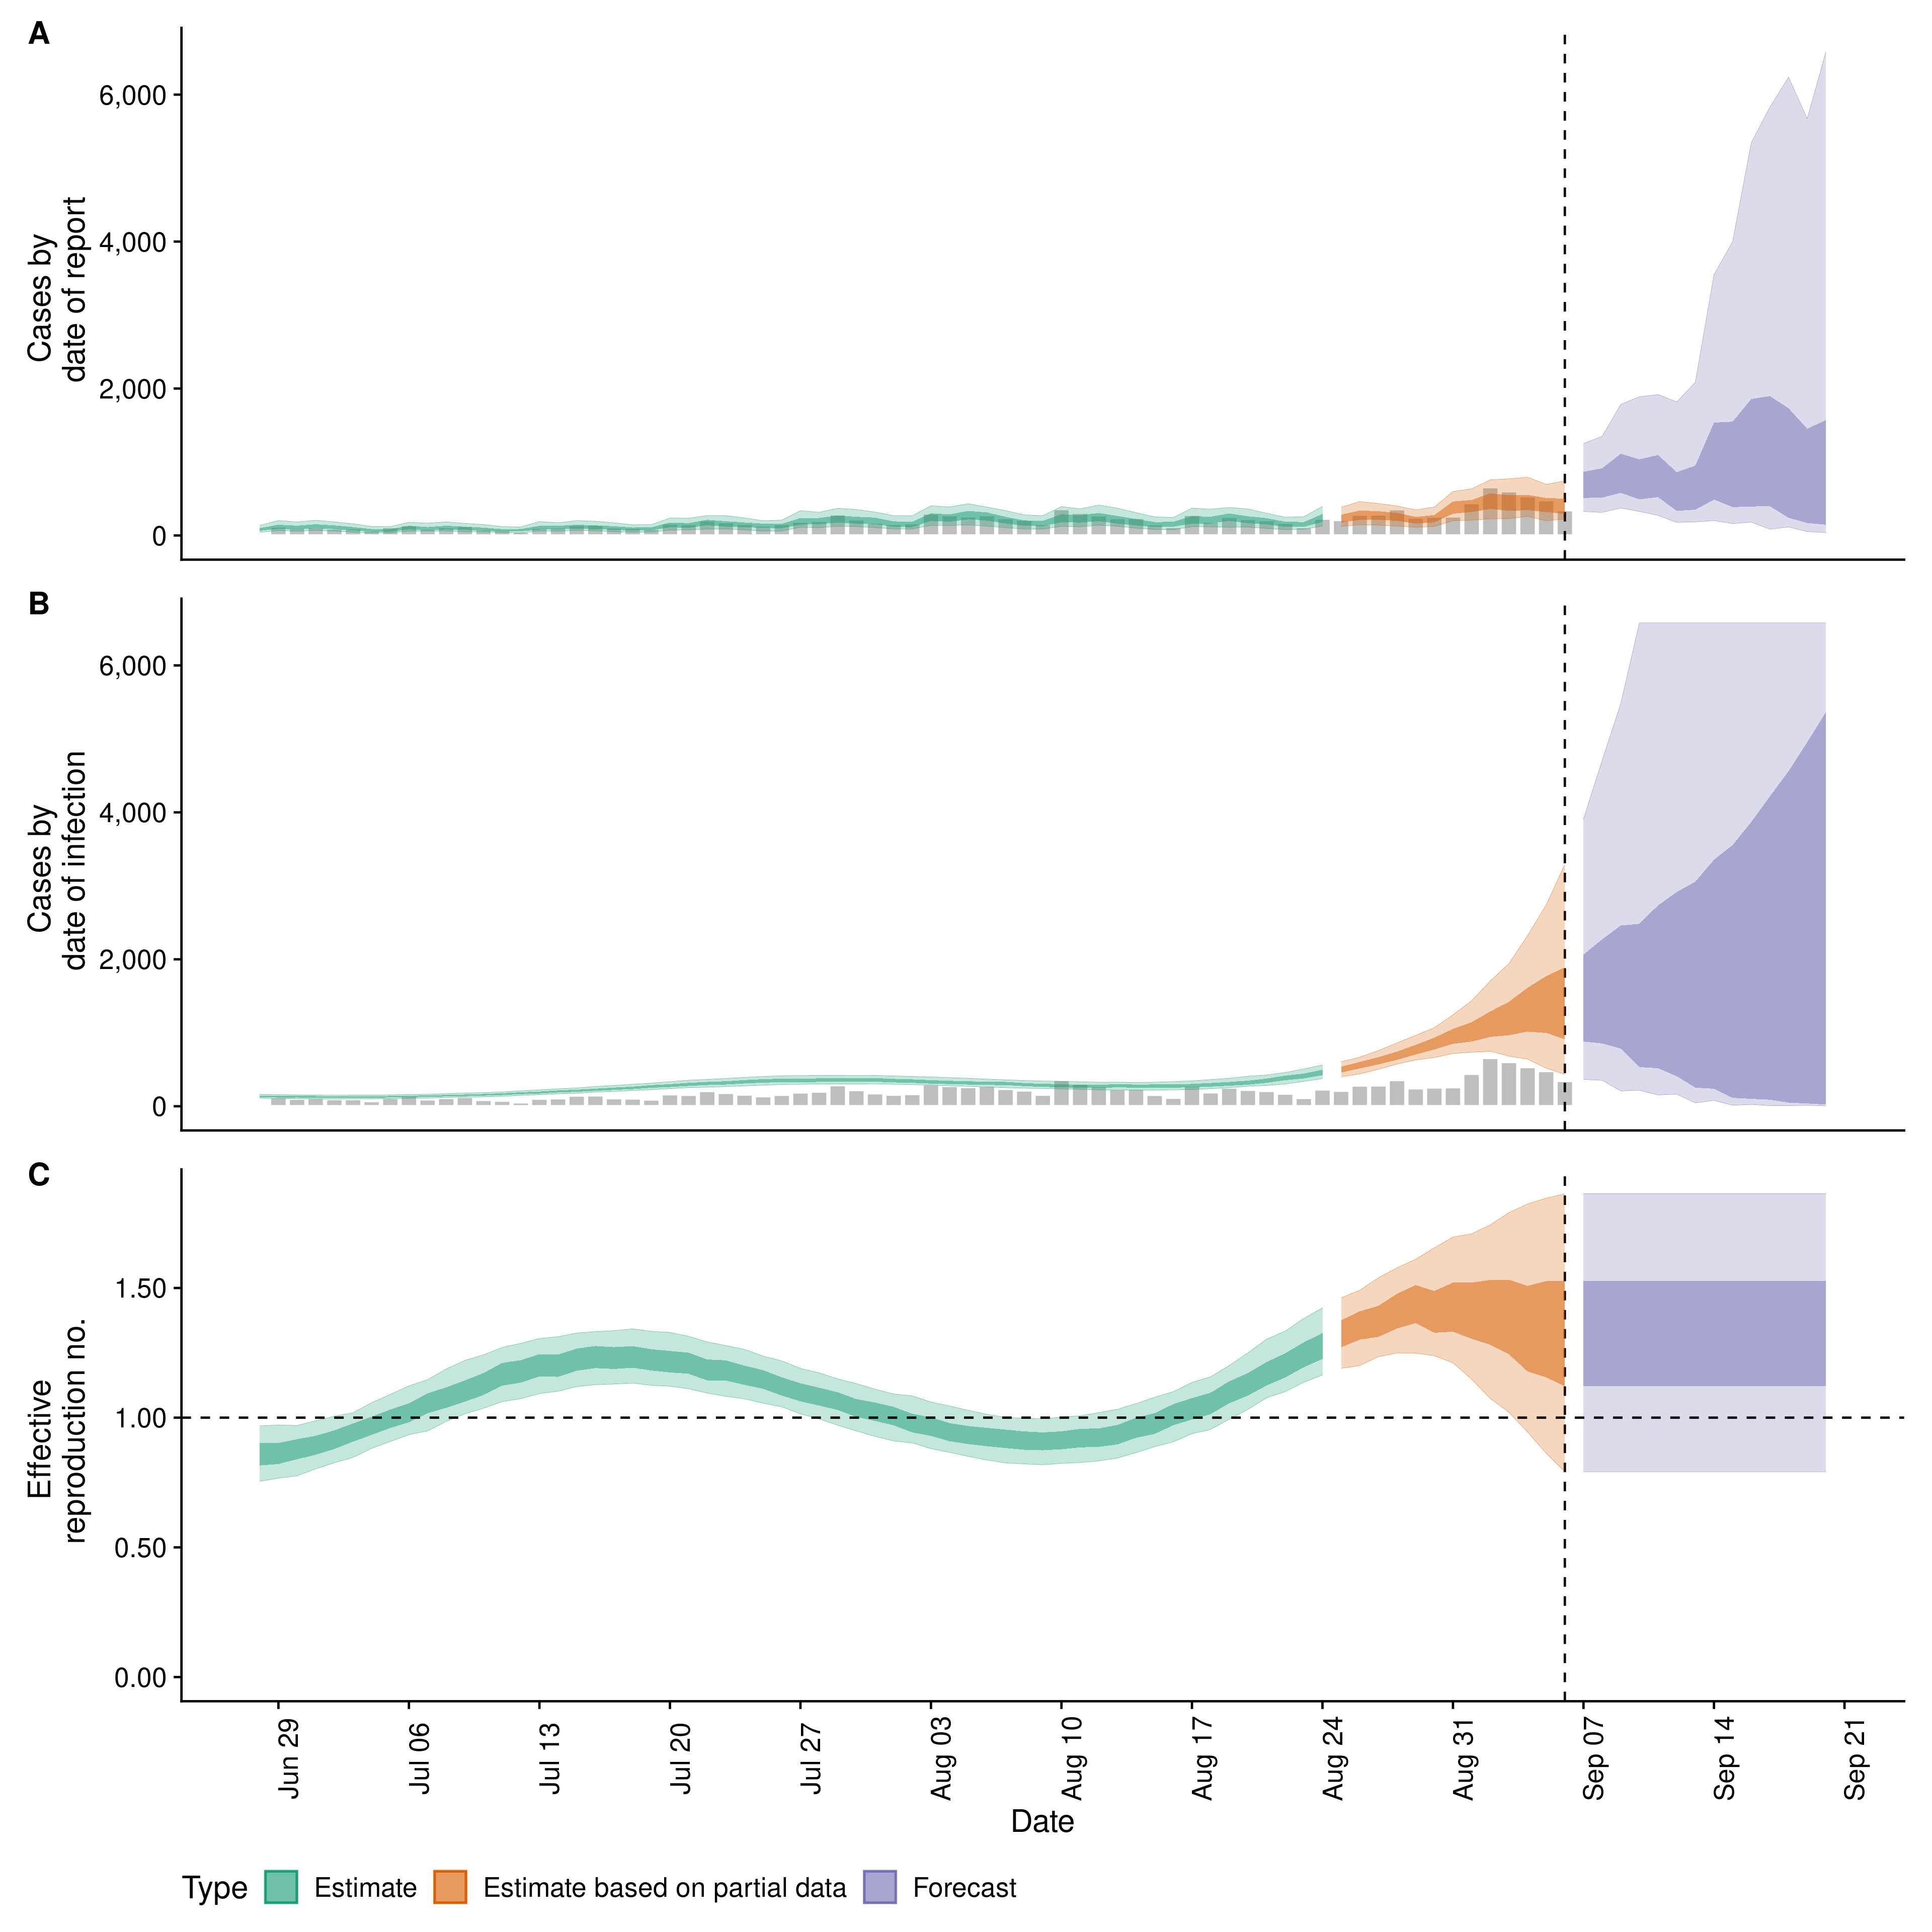 A
Cases by
date of report
6,000
4,000
2,000
0
B
Cases by
date of infection
6,000
4,000
2,000
0
C
Effective
reproduction no.
1.50
1.00
0.50
0.00
Jun 29
Jul 06
Jul 13
Jul 20
Jul 27
Aug 03
Aug 10
Aug 17
Aug 24
Aug 31
Sep 07
Sep 14
Sep 21
Date
Type Estimate Estimate based on partial data Forecast